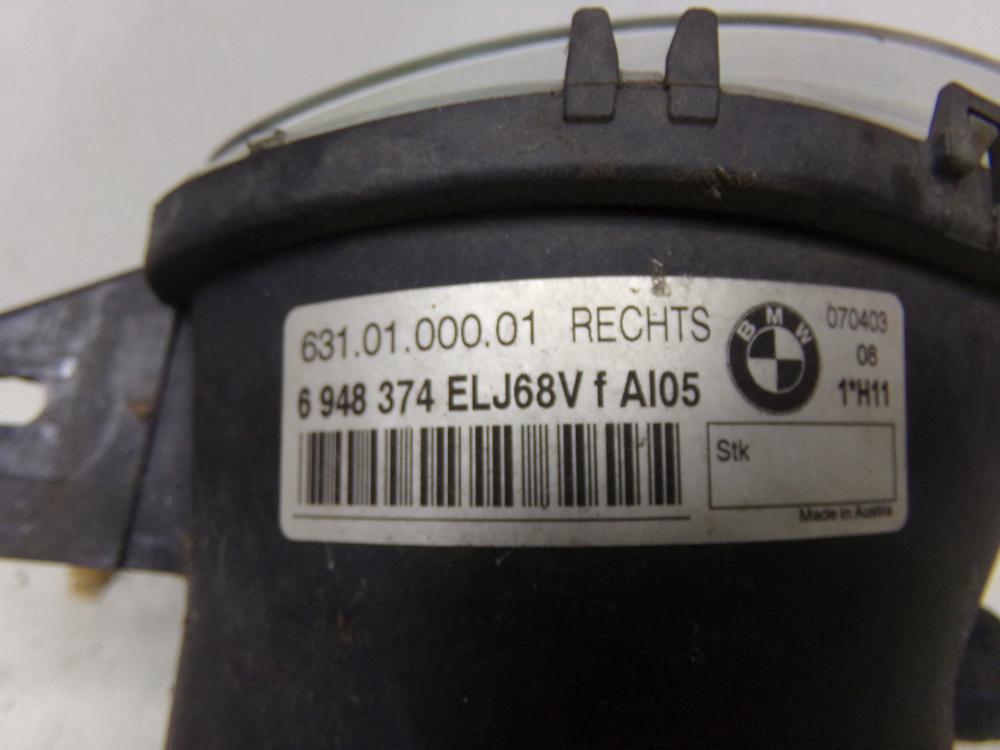 631.01.000.01 RECHTS
6 948 374 ELJ68V f AI05
BMW
070403
08
1*H11
Stk
Made in Austria